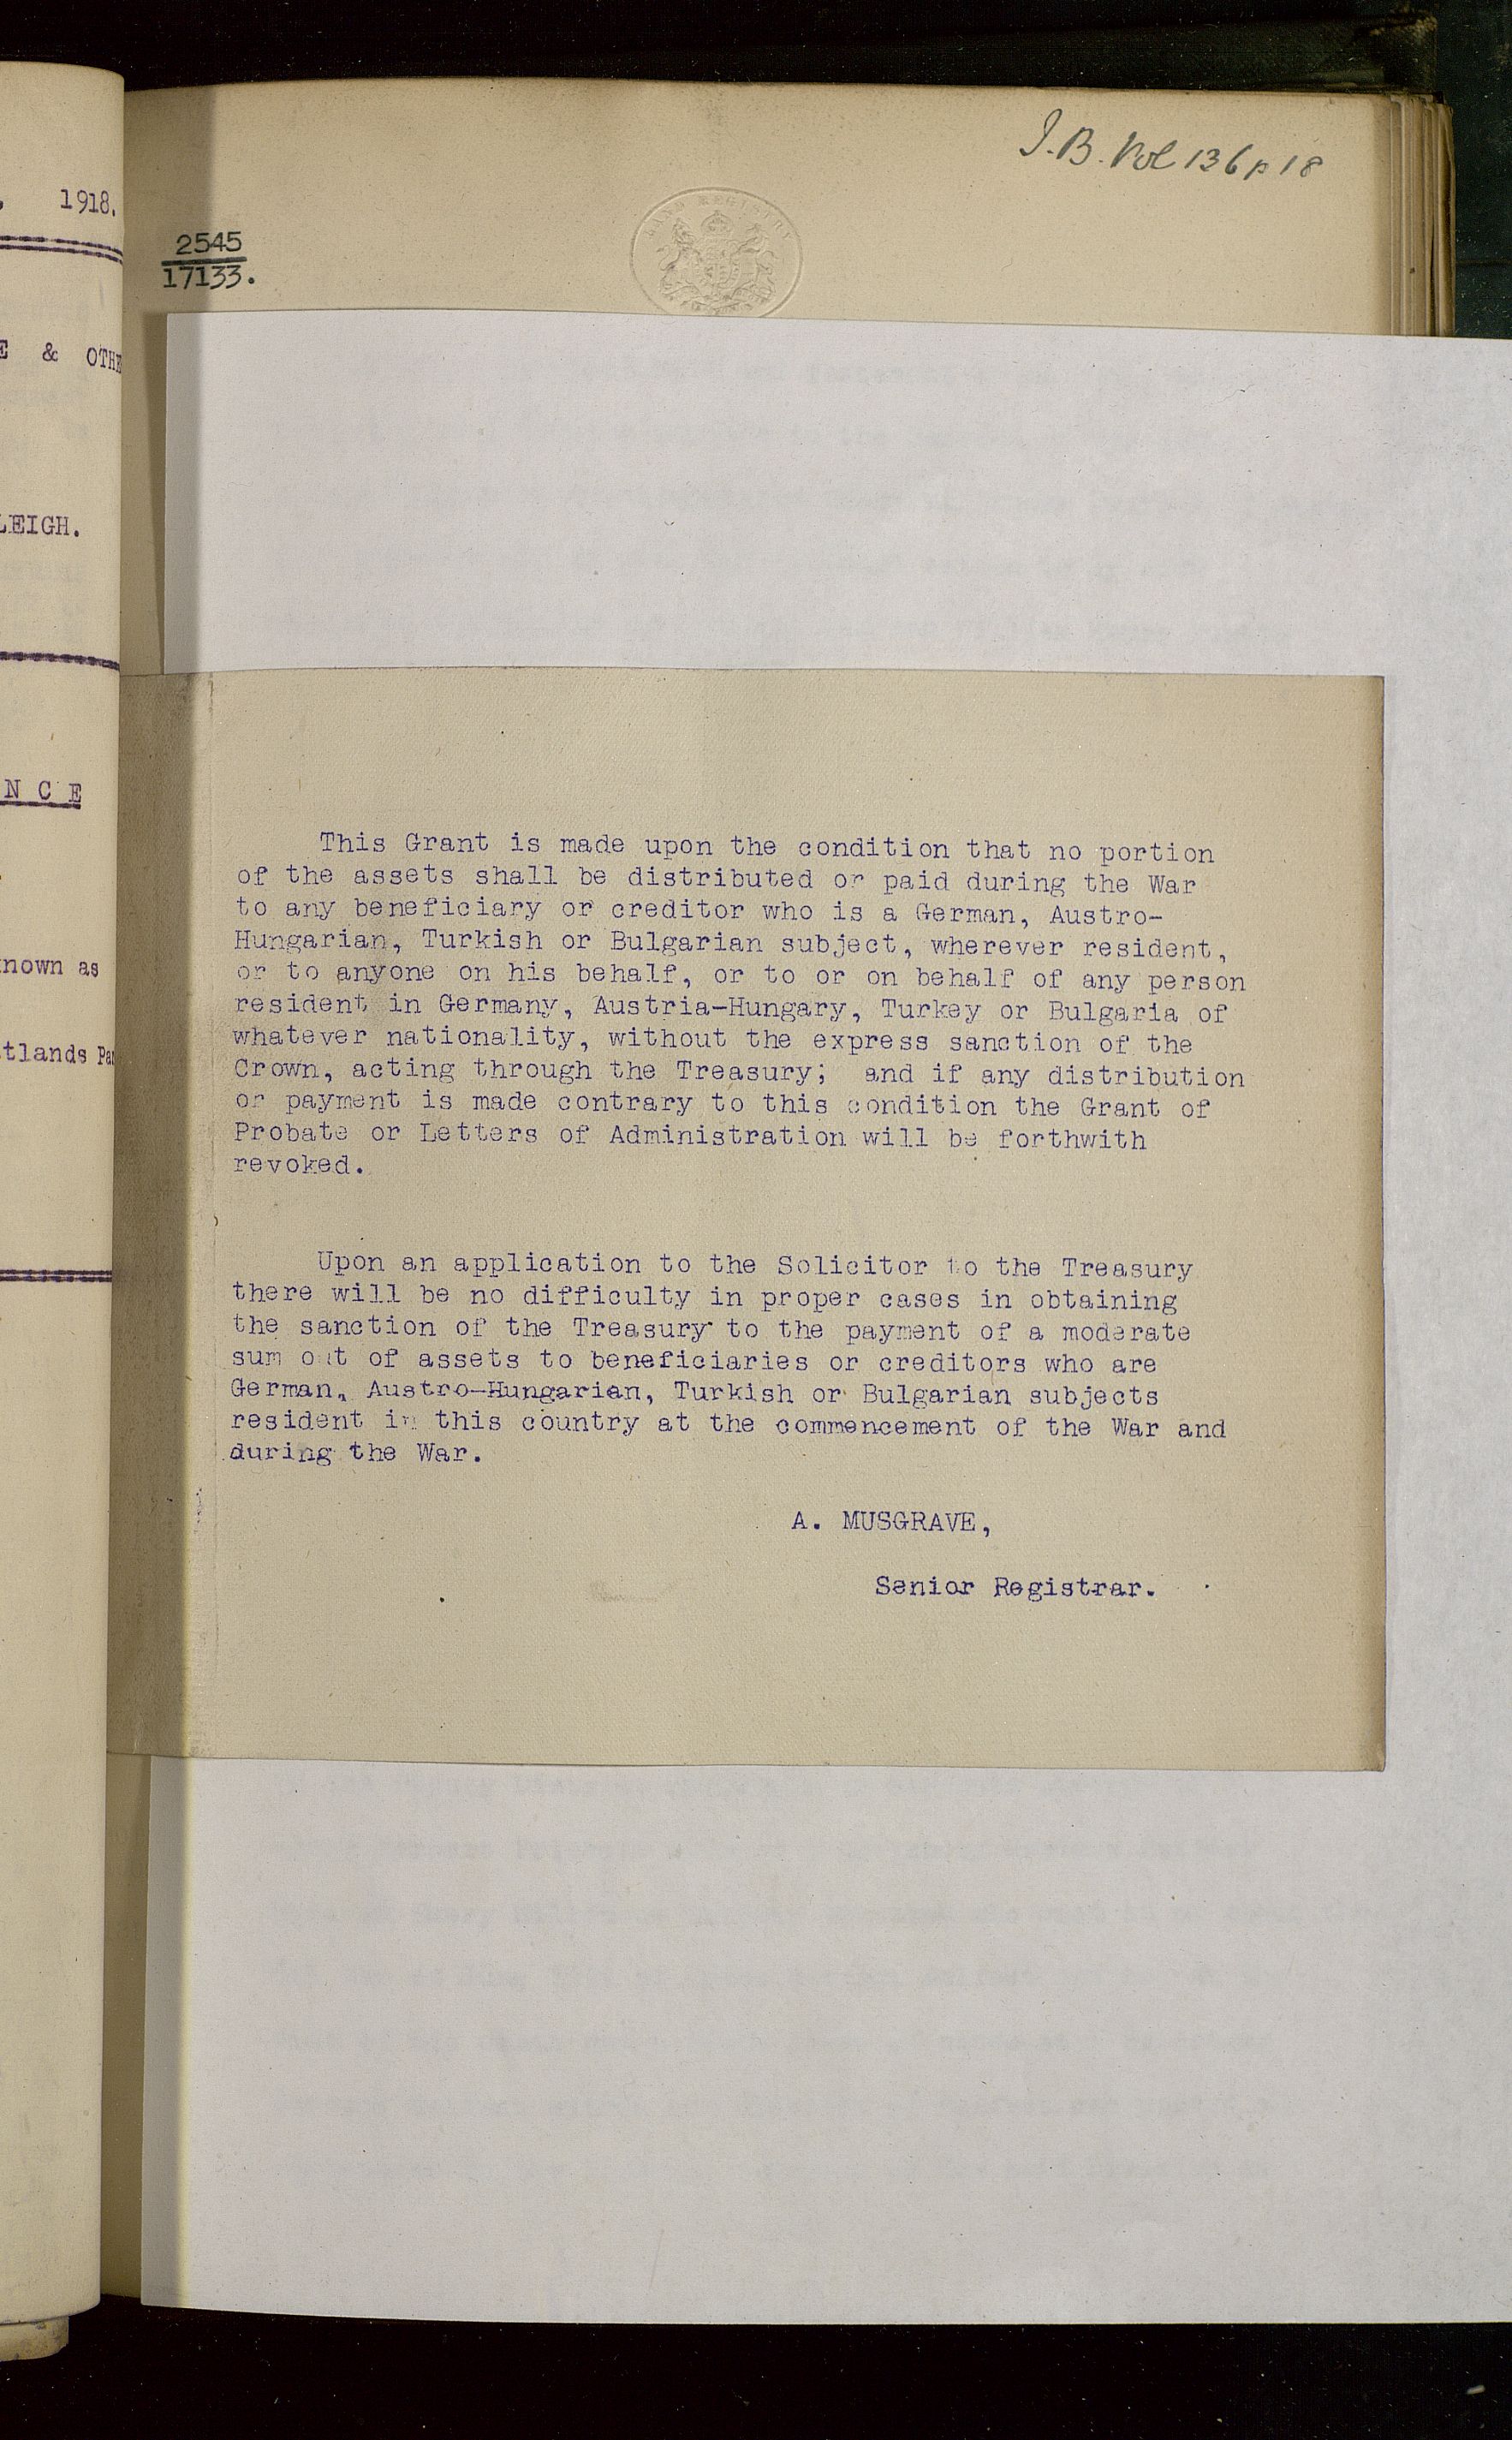 , 1918.
E & OTHE
LEIGH.
N C E
nown as
tlands Pa
J.B. Vol 136 p 18
LAND REGISTRY
2545
17133.
This Grant is made upon the condition that no portion
of the assets shall be distributed or paid during the War
to any beneficiary or creditor who is a German, Austro-
Hungarian, Turkish or Bulgarian subject, wherever resident,
or to anyone on his behalf, or to or on behalf of any person
resident in Germany, Austria-Hungary, Turkey or Bulgaria of
whatever nationality, without the express sanction of the
Crown, acting through the Treasury; and if any distribution
or payment is made contrary to this condition the Grant of
Probate or Letters of Administration will be forthwith
revoked.
Upon an application to the Solicitor to the Treasury
there will be no difficulty in proper cases in obtaining
the sanction of the Treasury to the payment of a moderate
sum out of assets to beneficiaries or creditors who are
German, Austro-Hungarian, Turkish or Bulgarian subjects
resident in this country at the commencement of the War and
during the War.
A. MUSGRAVE,
Senior Registrar.